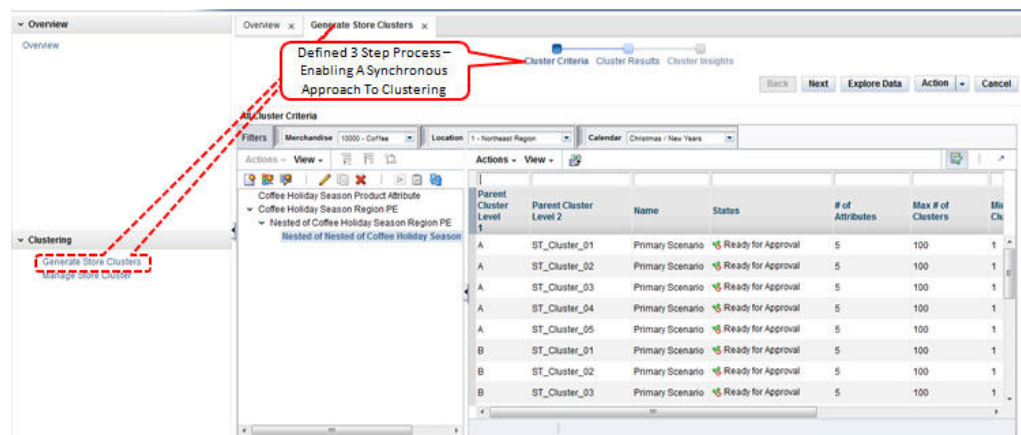 Overview
Overview
Clustering
Generate Store Clusters
Manage Store Cluster
Overview x Generate Store Clusters x
Defined 3 Step Process –
Enabling A Synchronous
Approach To Clustering
Cluster Criteria Cluster Results Cluster Insights
Back Next Explore Data Action Cancel
All Cluster Criteria
Filters Merchandise 10000 - Coffee Location 1 - Northeast Region Calendar Christmas / New Years
Actions View
Coffee Holiday Season Product Attribute
Coffee Holiday Season Region PE
Nested of Coffee Holiday Season Region PE
Nested of Nested of Coffee Holiday Season
Actions View
Parent Cluster Level 1 Parent Cluster Level 2 Name Status # of Attributes Max # of Clusters
A ST_Cluster_01 Primary Scenario Ready for Approval 5 100 1
A ST_Cluster_02 Primary Scenario Ready for Approval 5 100 1
A ST_Cluster_03 Primary Scenario Ready for Approval 5 100 1
A ST_Cluster_04 Primary Scenario Ready for Approval 5 100 1
A ST_Cluster_05 Primary Scenario Ready for Approval 5 100 1
B ST_Cluster_01 Primary Scenario Ready for Approval 5 100 1
B ST_Cluster_02 Primary Scenario Ready for Approval 5 100 1
B ST_Cluster_03 Primary Scenario Ready for Approval 5 100 1